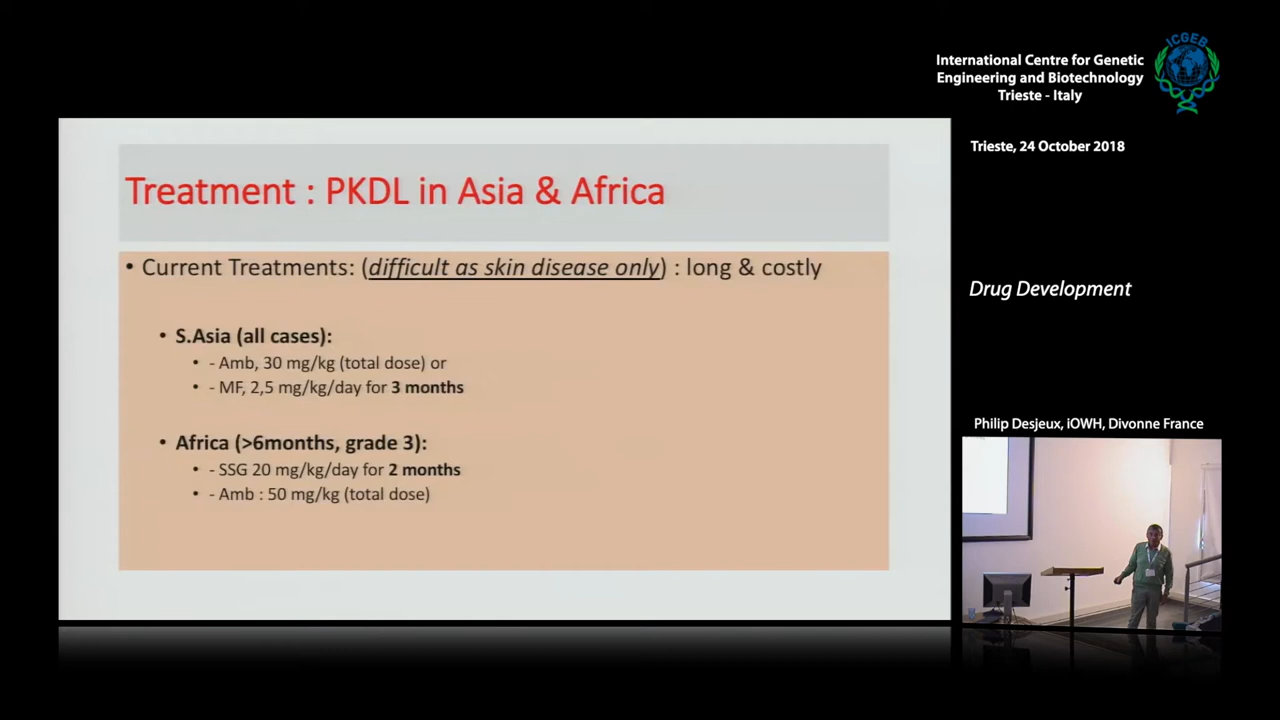 ICGEB
International Centre for Genetic
Engineering and Biotechnology
Trieste - Italy
Trieste, 24 October 2018
Treatment : PKDL in Asia & Africa
• Current Treatments: (difficult as skin disease only) : long & costly
• S.Asia (all cases):
• - Amb, 30 mg/kg (total dose) or
• - MF, 2,5 mg/kg/day for 3 months
• Africa (>6months, grade 3):
• - SSG 20 mg/kg/day for 2 months
• - Amb : 50 mg/kg (total dose)
Drug Development
Philip Desjeux, iOWH, Divonne France